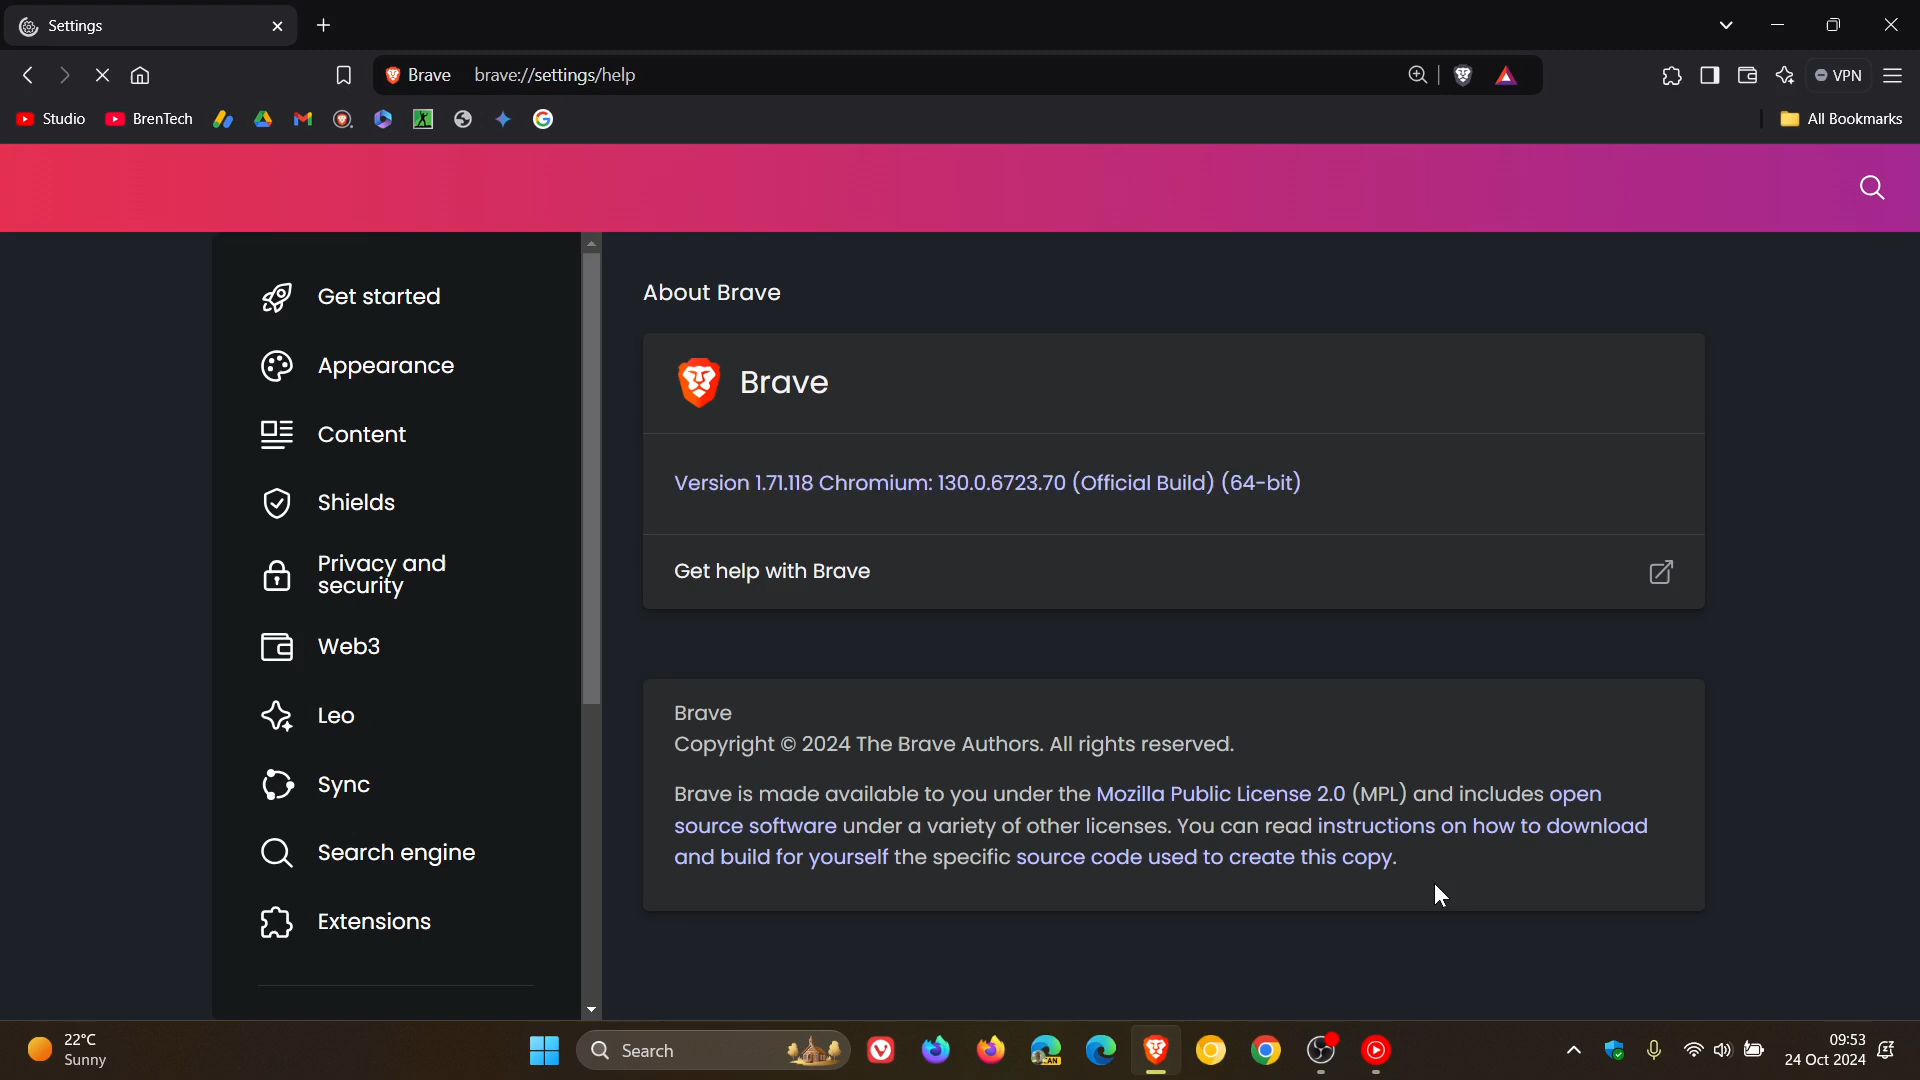 Settings
Brave brave://settings/help
VPN
Studio BrenTech
All Bookmarks
Get started
Appearance
Content
Shields
Privacy and
security
Web3
Leo
Sync
Search engine
Extensions
About Brave
Brave
Version 1.71.118 Chromium: 130.0.6723.70 (Official Build) (64-bit)
Get help with Brave
Brave
Copyright © 2024 The Brave Authors. All rights reserved.
Brave is made available to you under the Mozilla Public License 2.0 (MPL) and includes open
source software under a variety of other licenses. You can read instructions on how to download
and build for yourself the specific source code used to create this copy.
22°C
Sunny
Search
CAN
09:53
24 Oct 2024